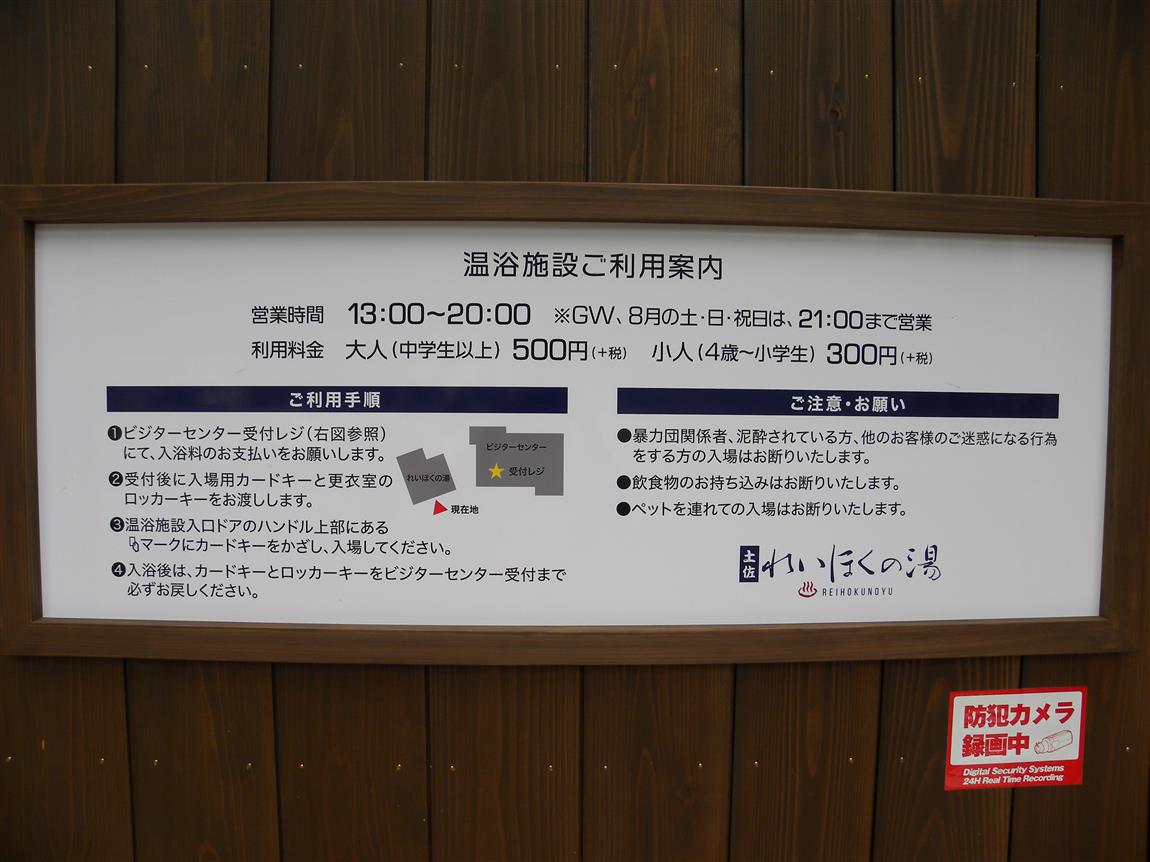 温浴施設ご利用案内
営業時間 13:00～20:00 ※GW、8月の土・日・祝日は、21:00まで営業
利用料金 大人(中学生以上) 500円(+税) 小人(4歳～小学生) 300円(+税)
ご利用手順
❶ビジターセンター受付レジ(右図参照)
にて、入浴料のお支払いをお願いします。
❷受付後に入場用カードキーと更衣室の
ロッカーキーをお渡しします。
❸温浴施設入口ドアのハンドル上部にある
マークにカードキーをかざし、入場してください。
❹入浴後は、カードキーとロッカーキーをビジターセンター受付まで
必ずお戻しください。
ビジターセンター
★受付レジ
れいほくの湯
現在地
ご注意・お願い
●暴力団関係者、泥酔されている方、他のお客様のご迷惑になる行為
をする方の入場はお断りいたします。
●飲食物のお持ち込みはお断りいたします。
●ペットを連れての入場はお断りいたします。
土佐 れいほくの湯
REIHOKUNOYU
防犯カメラ
録画中
Digital Security Systems
24H Real Time Recording